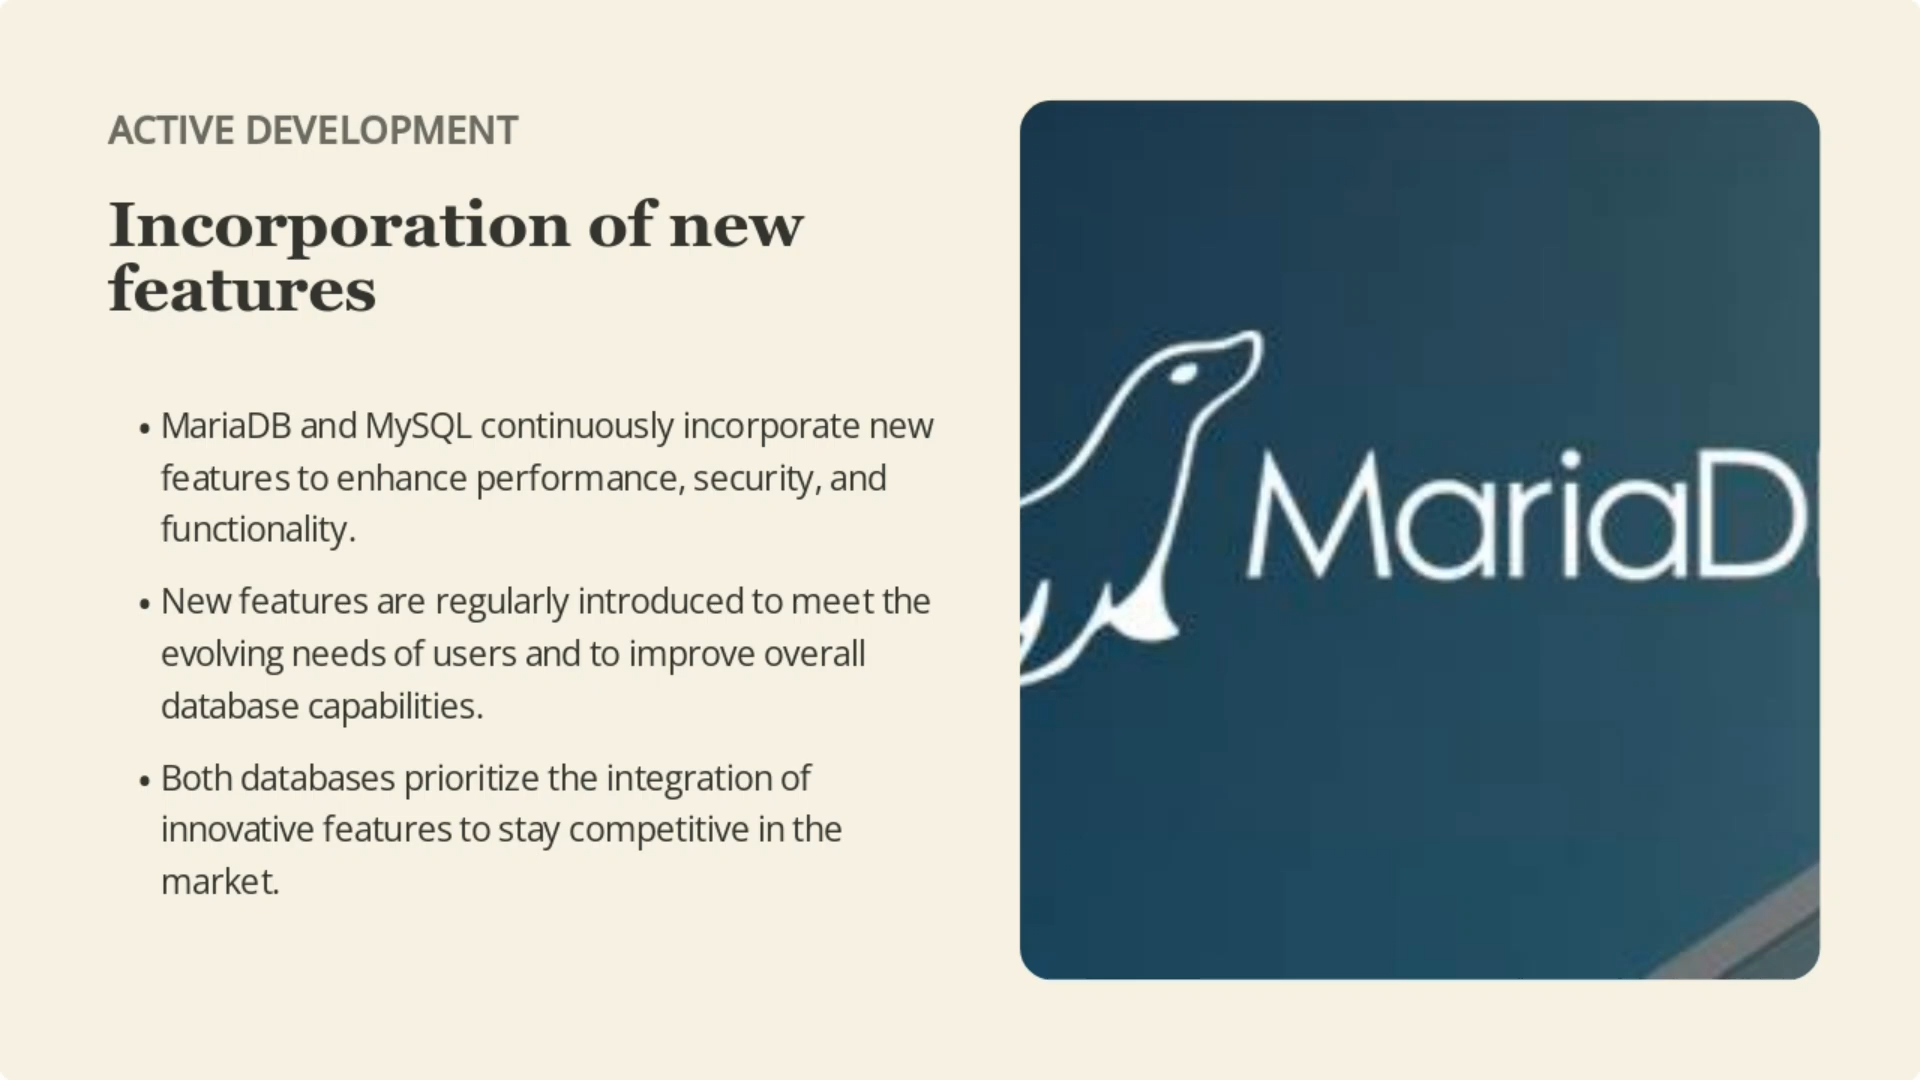 ACTIVE DEVELOPMENT
Incorporation of new
features
• MariaDB and MySQL continuously incorporate new
features to enhance performance, security, and
functionality.
• New features are regularly introduced to meet the
evolving needs of users and to improve overall
database capabilities.
• Both databases prioritize the integration of
innovative features to stay competitive in the
market.
MariaD